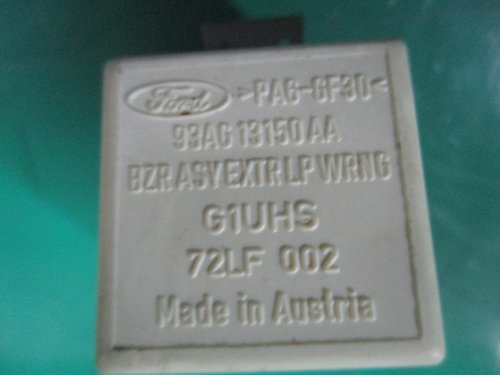 Ford >PA6-GF30<
93AG 13150 AA
BZR ASY EXTR LP WRNG
G1UHS
72LF 002
Made in Austria